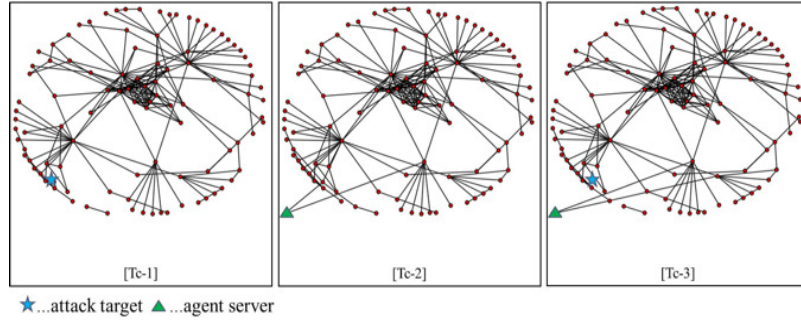 [Tc-1]
[Tc-2]
[Tc-3]
...attack target ...agent server